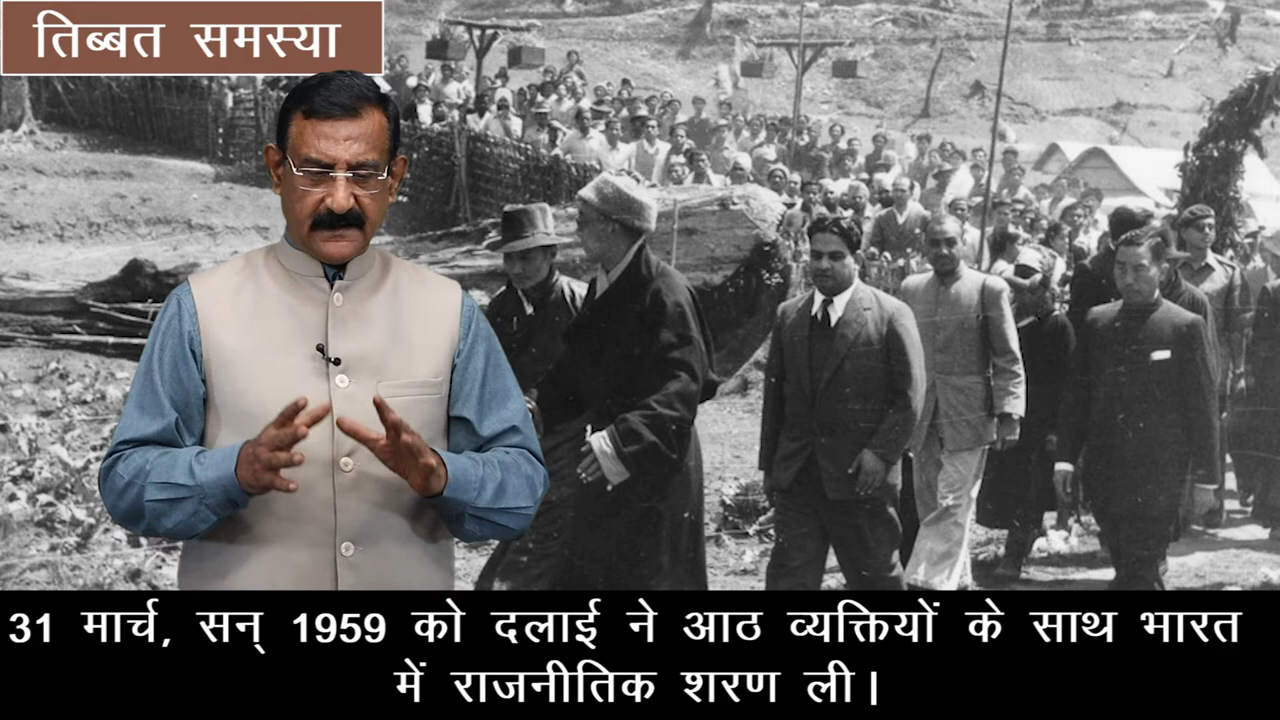 तिब्बत समस्या
31 मार्च, सन् 1959 को दलाई ने आठ व्यक्तियों के साथ भारत
में राजनीतिक शरण ली।